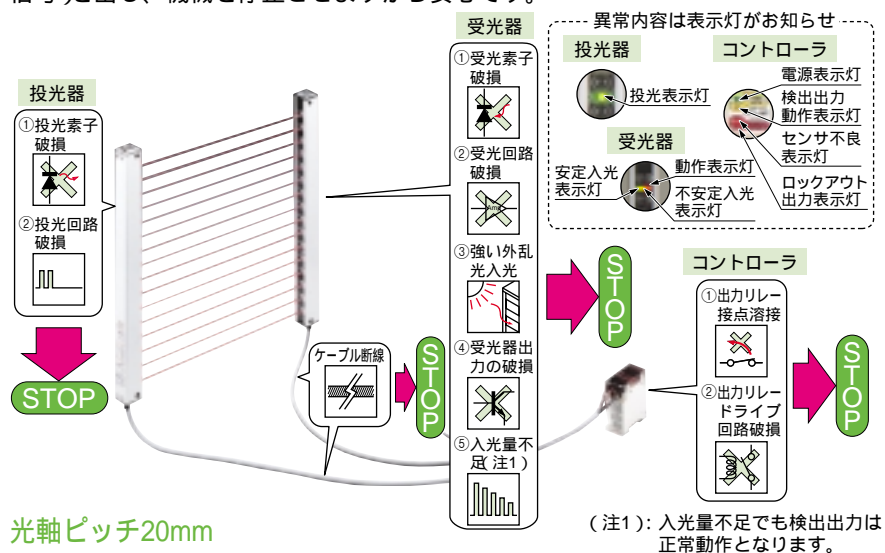 信号)を出し、機械を停止させますから安心です。
異常内容は表示灯がお知らせ
投光器
投光表示灯
コントローラ
電源表示灯
検出出力
動作表示灯
センサ不良
表示灯
ロックアウト
出力表示灯
受光器
安定入光
表示灯
動作表示灯
不安定入光
表示灯
投光器
①投光素子
破損
②投光回路
破損
STOP
受光器
①受光素子
破損
②受光回路
破損
Amp
③強い外乱
光入光
④受光器出
力の破損
⑤入光量不
足(注1)
STOP
ケーブル断線
STOP
コントローラ
①出力リレー
接点溶接
②出力リレー
ドライブ
回路破損
STOP
光軸ピッチ20mm
(注1):入光量不足でも検出出力は
正常動作となります。